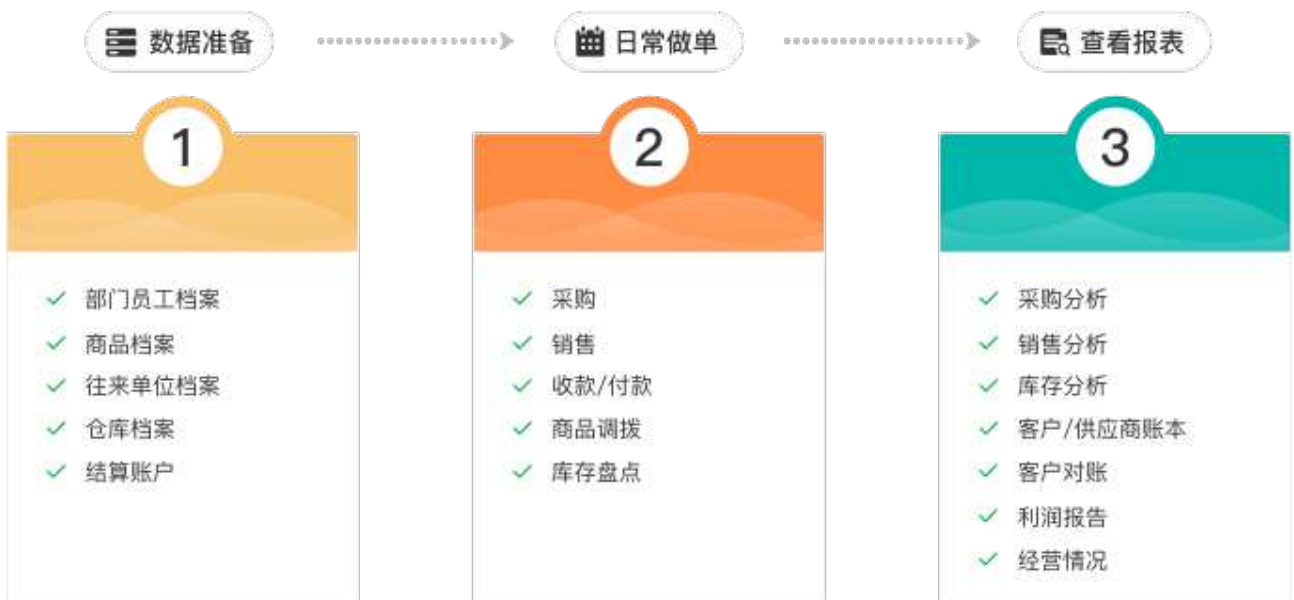 数据准备
日常做单
查看报表
1
部门员工档案
商品档案
往来单位档案
仓库档案
结算账户
2
采购
销售
收款/付款
商品调拨
库存盘点
3
采购分析
销售分析
库存分析
客户/供应商账本
客户对账
利润报告
经营情况